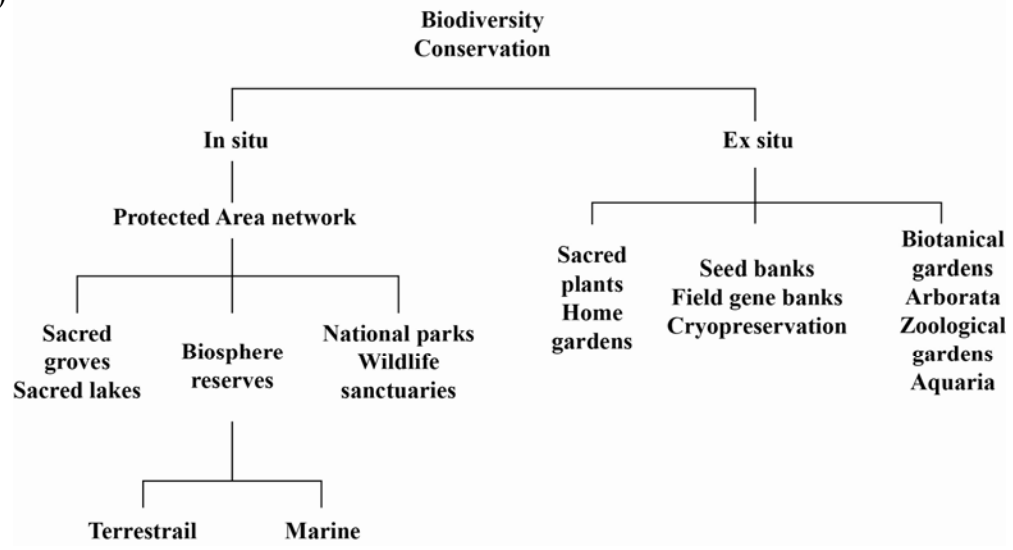 )
Biodiversity
Conservation
In situ
Ex situ
Protected Area network
Sacred
groves
Sacred lakes
Biosphere
reserves
National parks
Wildlife
sanctuaries
Terrestrail
Marine
Sacred
plants
Home
gardens
Seed banks
Field gene banks
Cryopreservation
Biotanical
gardens
Arborata
Zoological
gardens
Aquaria